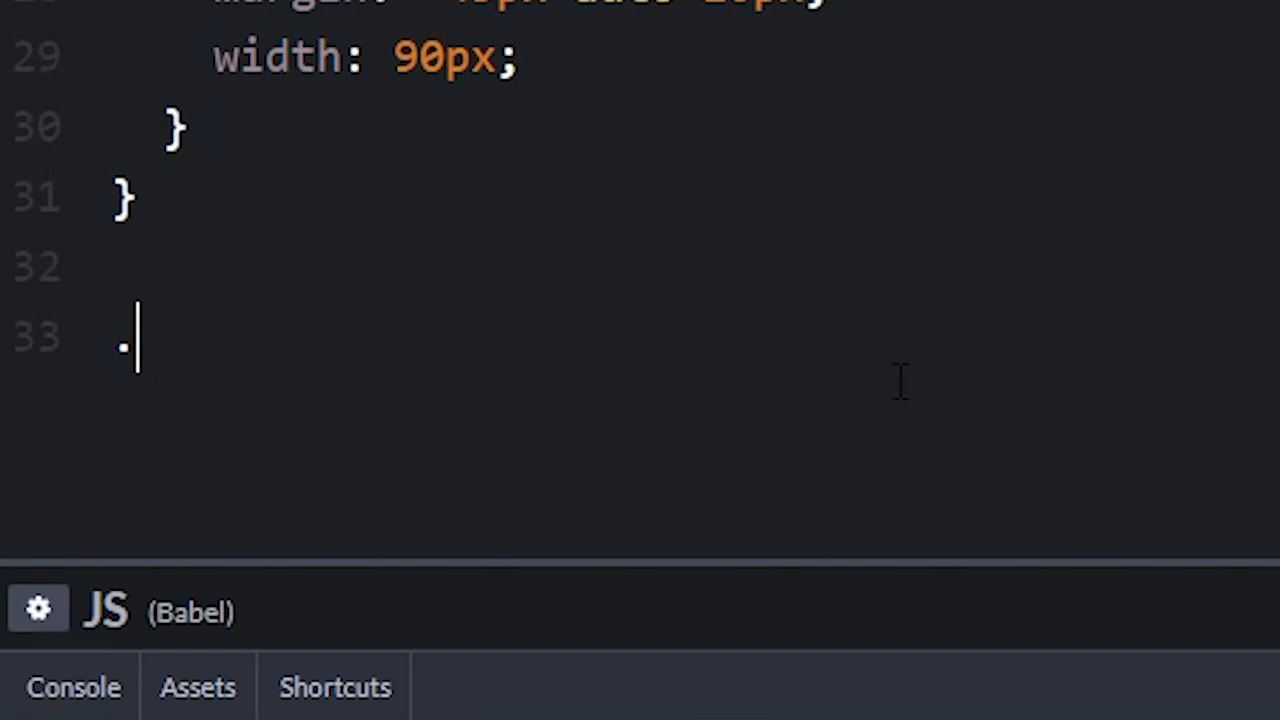 29 width: 90px;
30 }
31 }
32
33 .
JS (Babel)
Console Assets Shortcuts